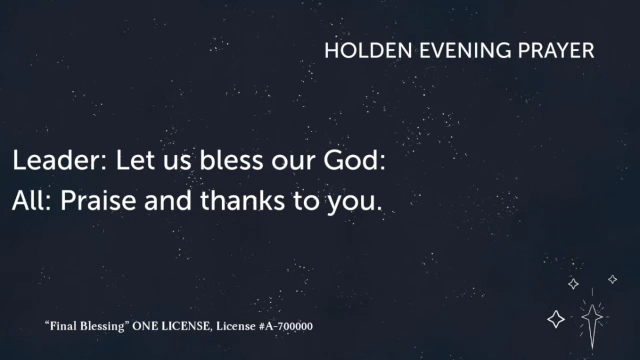 HOLDEN EVENING PRAYER
Leader: Let us bless our God:
All: Praise and thanks to you.
“Final Blessing” ONE LICENSE, License #A-700000